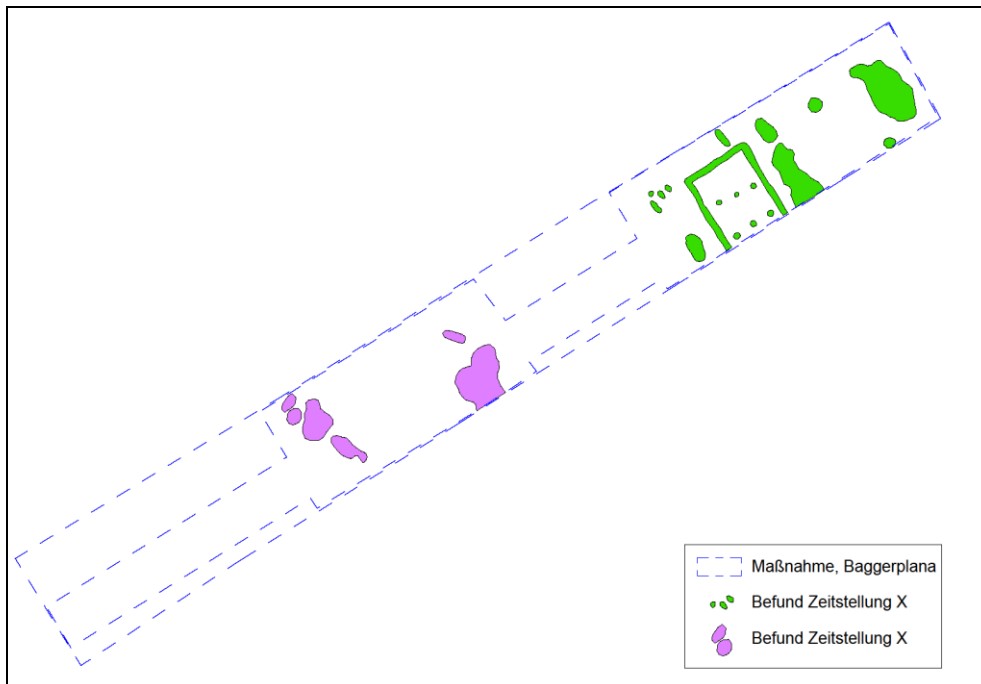 Maßnahme, Baggerplana
Befund Zeitstellung X
Befund Zeitstellung X